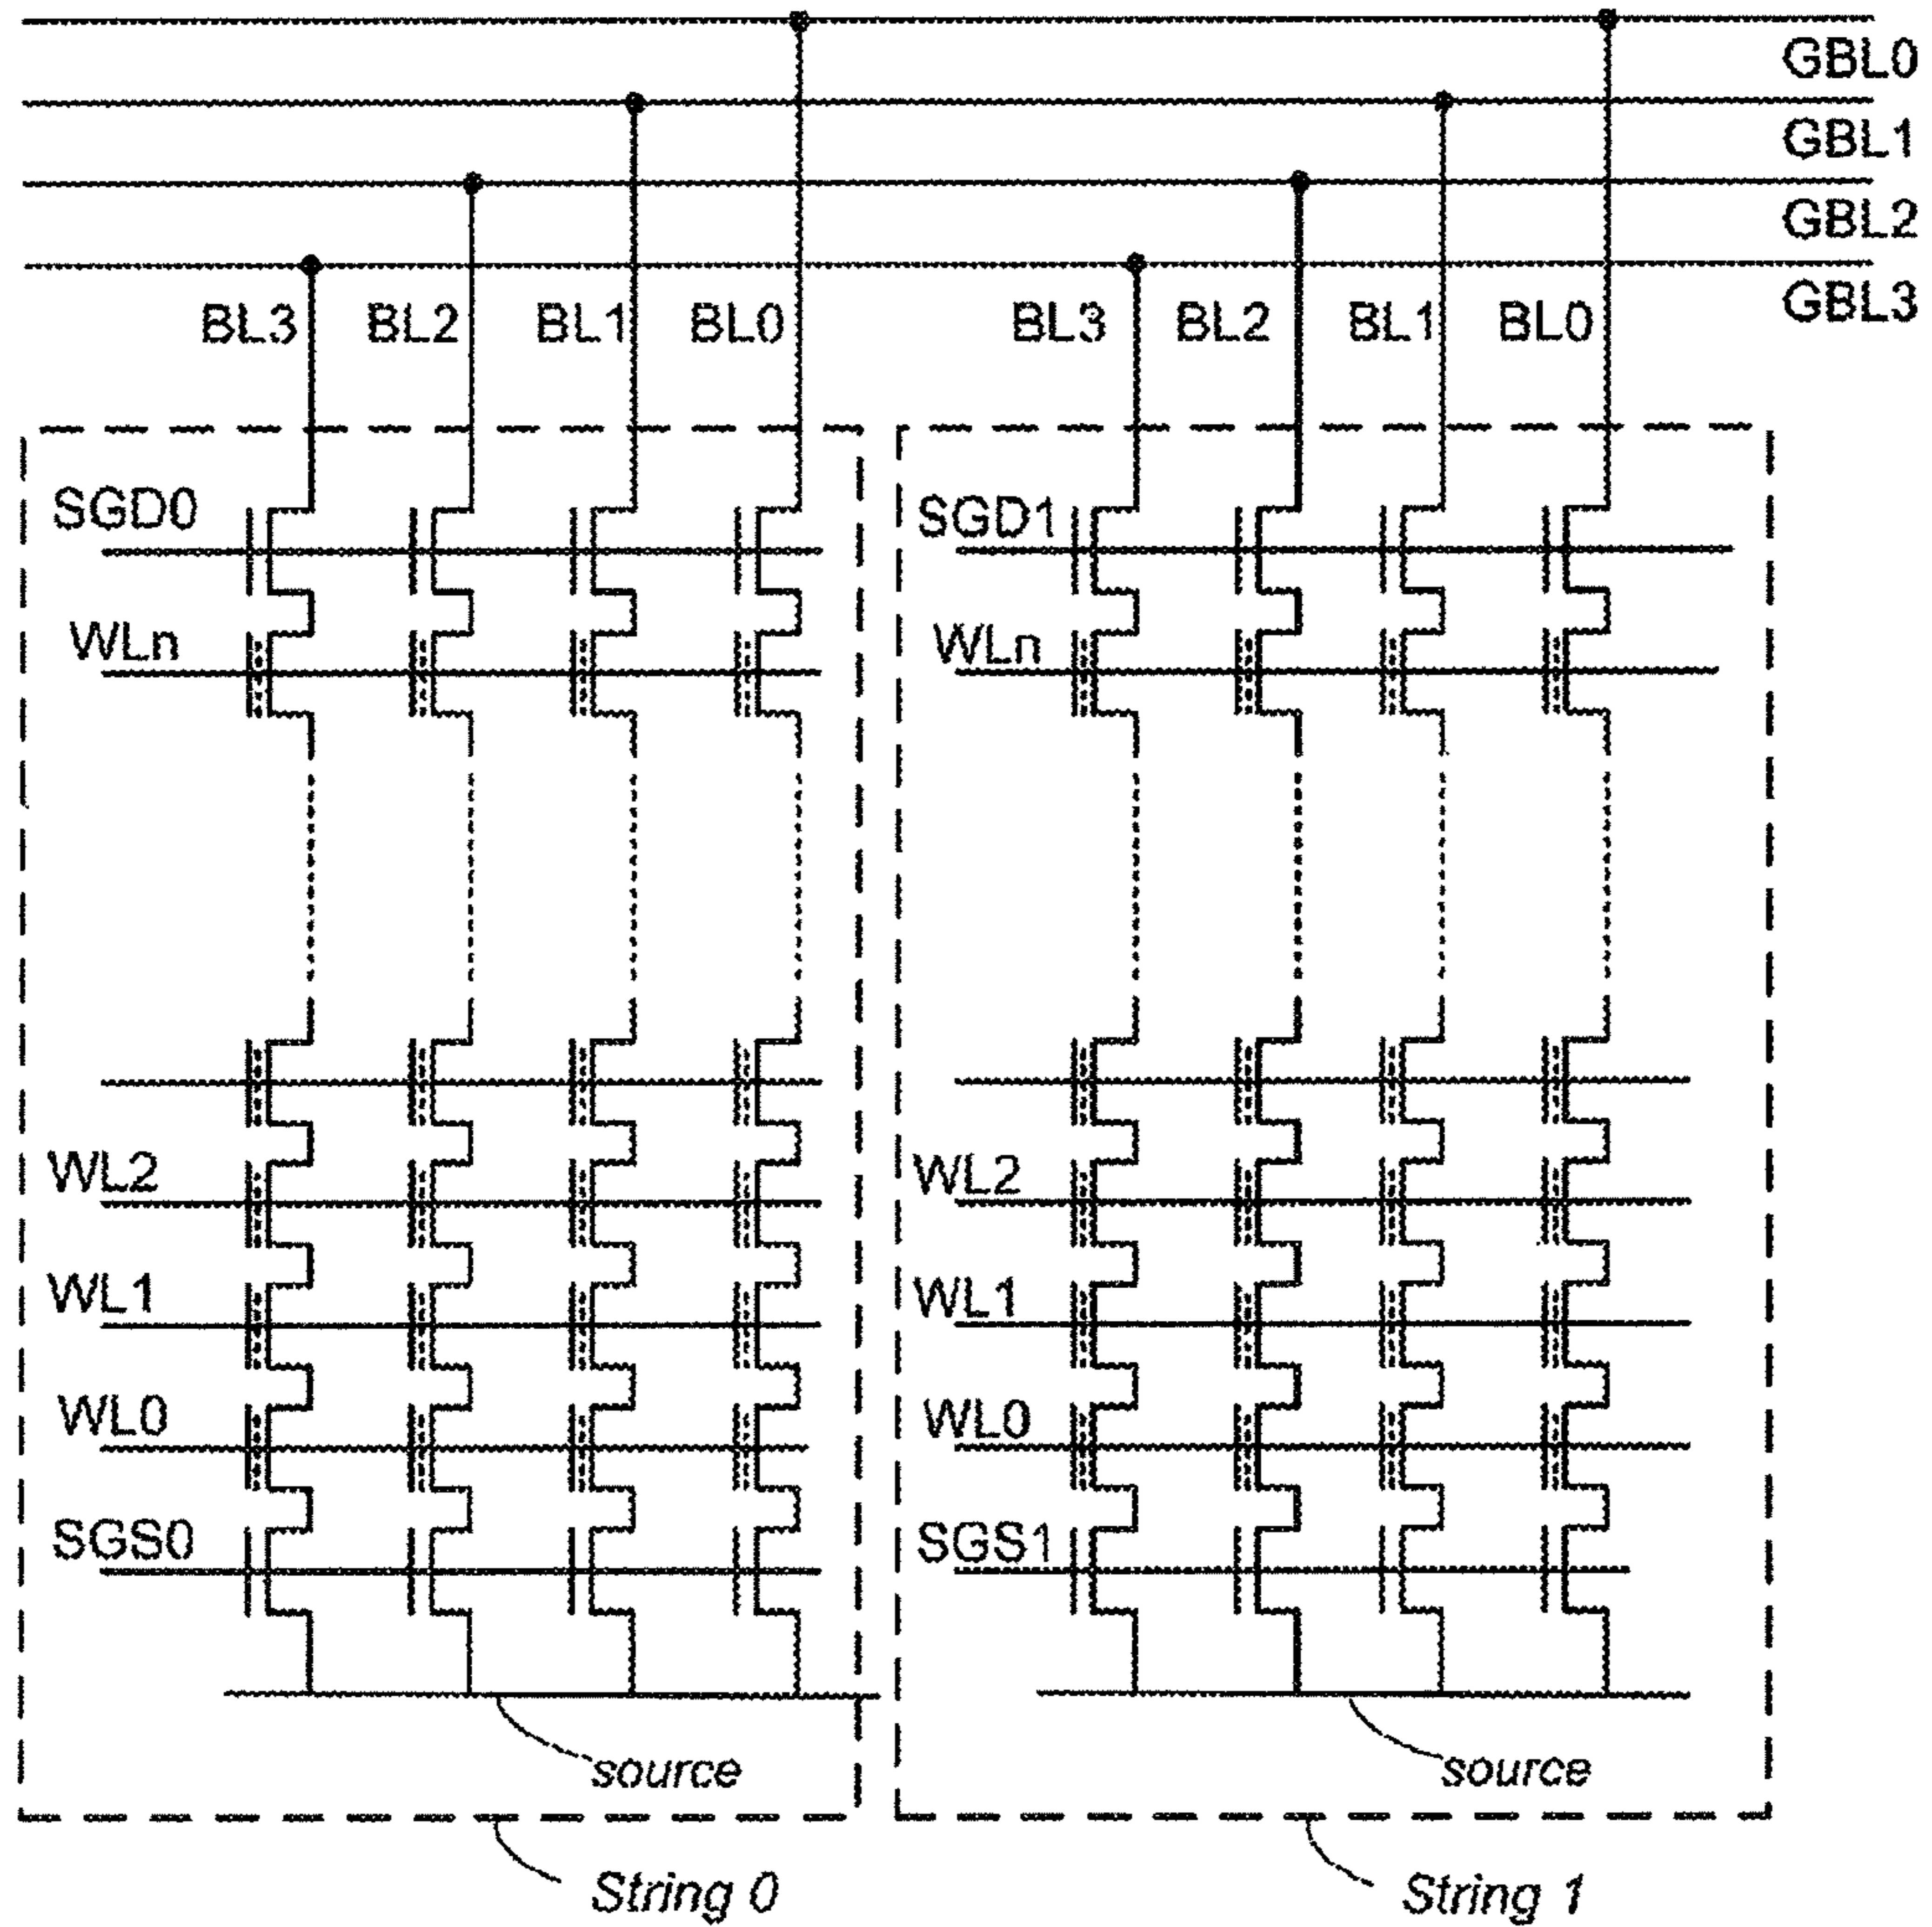 GBL0
GBL1
GBL2
GBL3
BL3 BL2 BL1 BL0 BL3 BL2 BL1 BL0
SGD0 SGD1
WLn WLn
WL2 WL2
WL1 WL1
WL0 WL0
SGS0 SGS1
source source
String 0 String 1